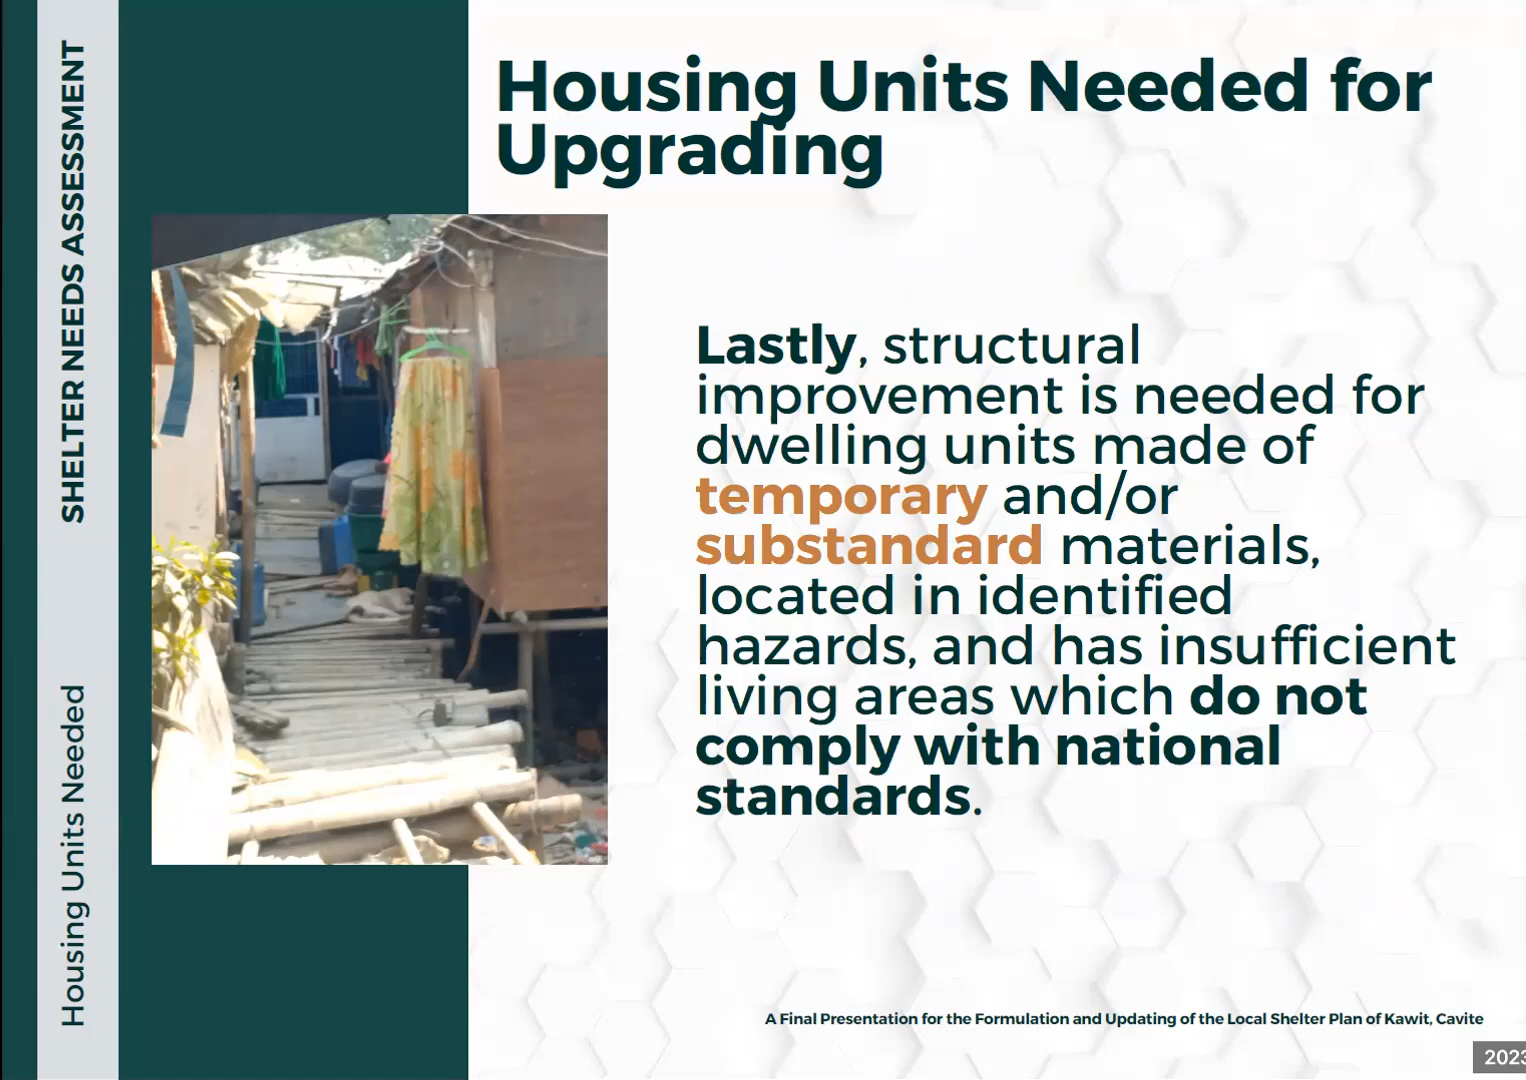 SHELTER NEEDS ASSESSMENT
Housing Units Needed
Housing Units Needed for
Upgrading
Lastly, structural
improvement is needed for
dwelling units made of
temporary and/or
substandard materials,
located in identified
hazards, and has insufficient
living areas which do not
comply with national
standards.
A Final Presentation for the Formulation and Updating of the Local Shelter Plan of Kawit, Cavite
2023